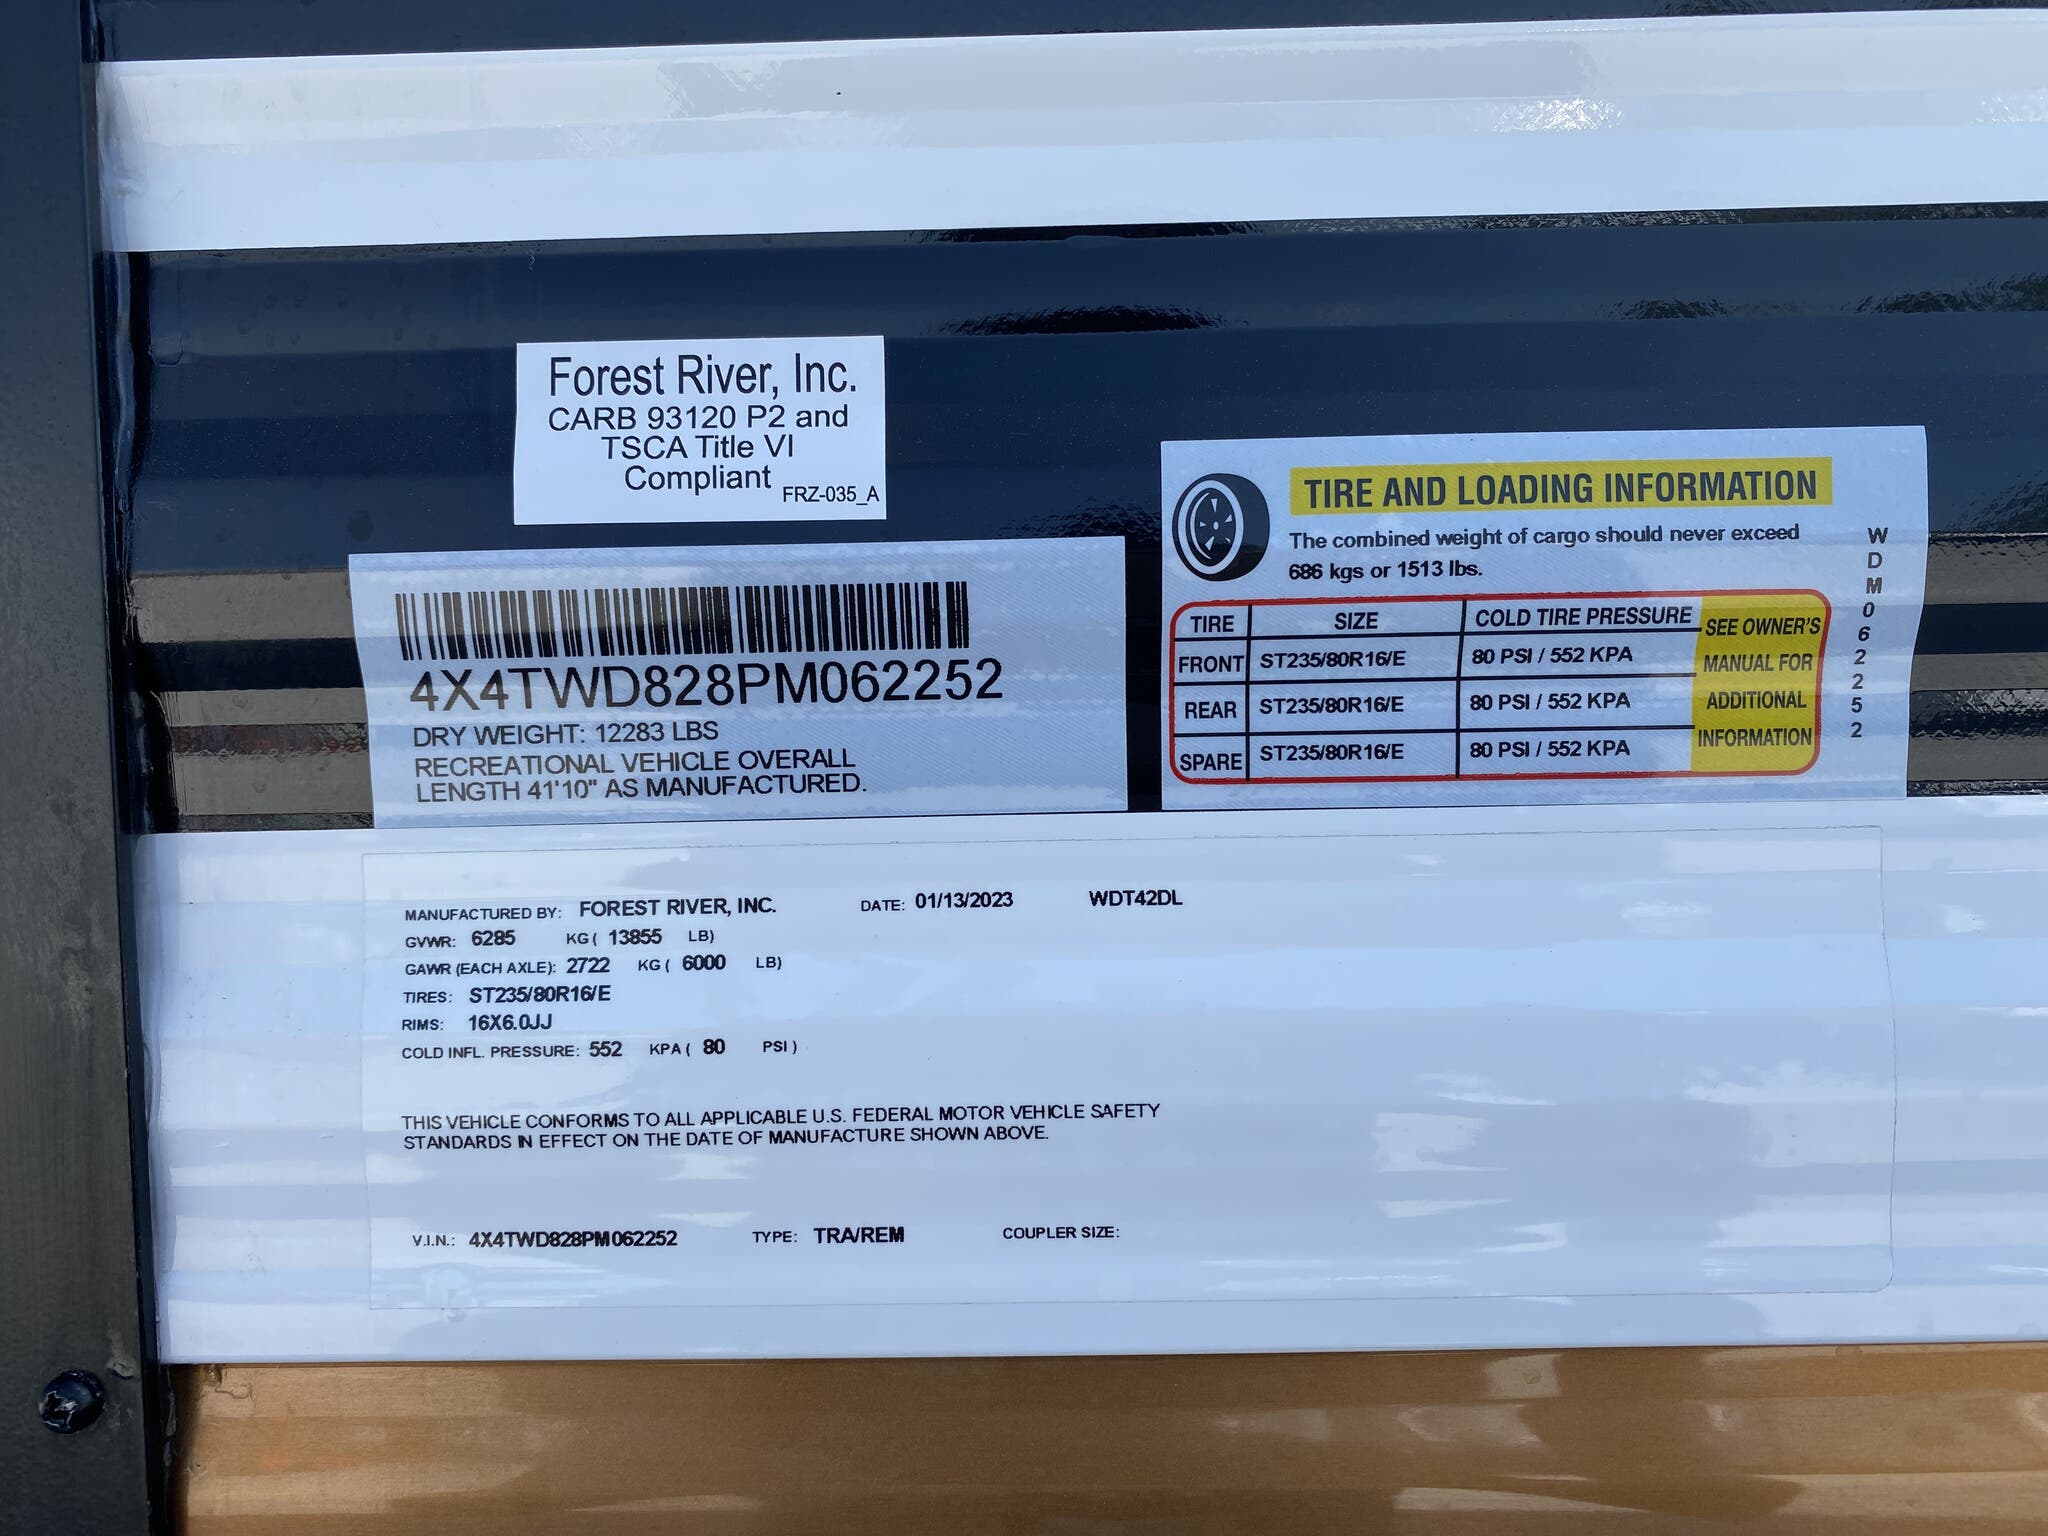 Forest River, Inc.
CARB 93120 P2 and
TSCA Title VI
Compliant
FRZ-035_A
4X4TWD828PM062252
DRY WEIGHT: 12283 LBS
RECREATIONAL VEHICLE OVERALL
LENGTH 41'10" AS MANUFACTURED.
TIRE AND LOADING INFORMATION
The combined weight of cargo should never exceed
686 kgs or 1513 lbs.
TIRE SIZE COLD TIRE PRESSURE
FRONT ST235/80R16/E 80 PSI / 552 KPA
REAR ST235/80R16/E 80 PSI / 552 KPA
SPARE ST235/80R16/E 80 PSI / 552 KPA
SEE OWNER'S
MANUAL FOR
ADDITIONAL
INFORMATION
WDM062252
MANUFACTURED BY: FOREST RIVER, INC. DATE: 01/13/2023 WDT42DL
GVWR: 6285 KG ( 13855 LB)
GAWR (EACH AXLE): 2722 KG ( 6000 LB)
TIRES: ST235/80R16/E
RIMS: 16X6.0JJ
COLD INFL. PRESSURE: 552 KPA ( 80 PSI )
THIS VEHICLE CONFORMS TO ALL APPLICABLE U.S. FEDERAL MOTOR VEHICLE SAFETY
STANDARDS IN EFFECT ON THE DATE OF MANUFACTURE SHOWN ABOVE.
V.I.N.: 4X4TWD828PM062252 TYPE: TRA/REM COUPLER SIZE: